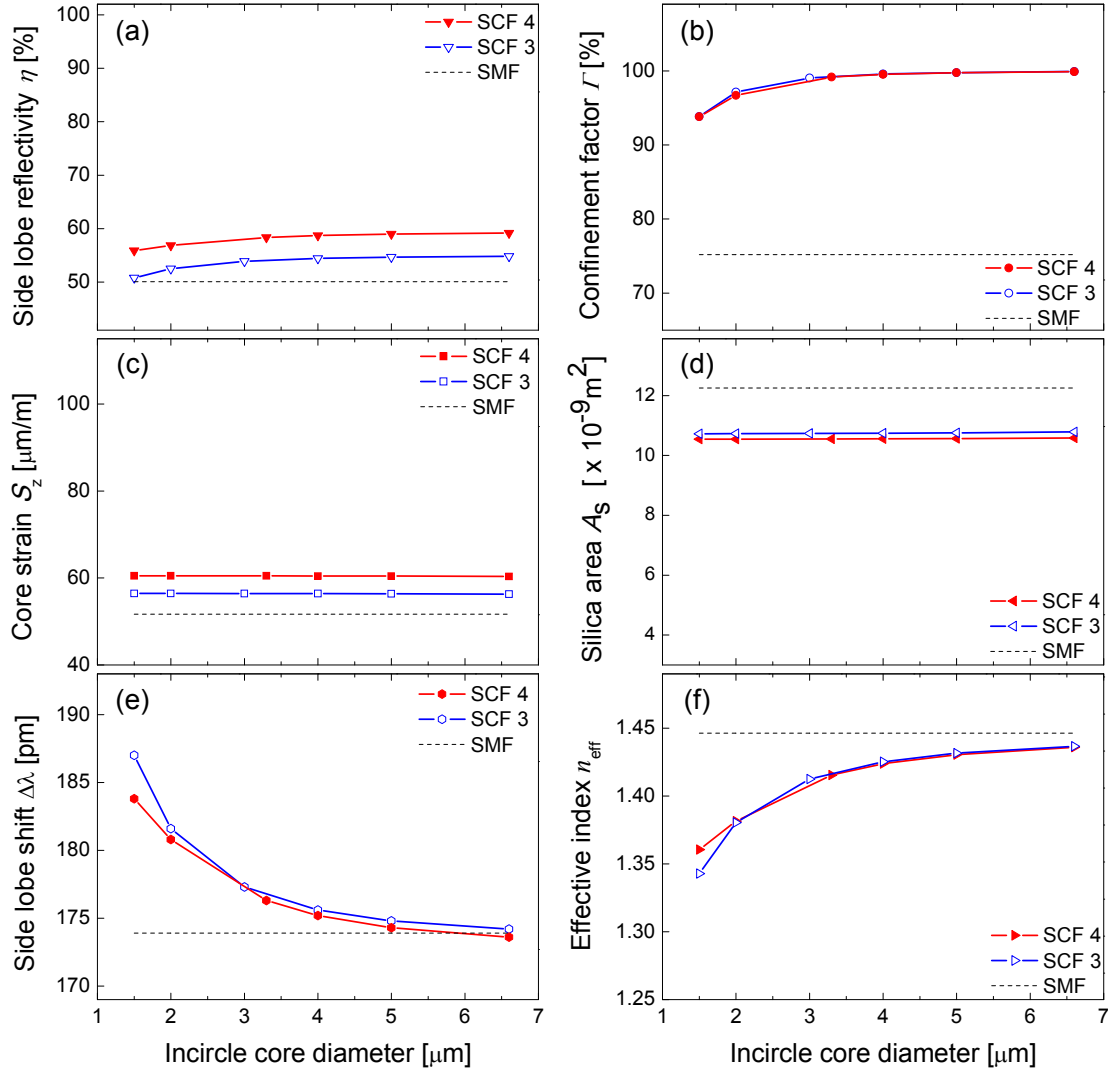 (a)
SCF 4
SCF 3
SMF
Side lobe reflectivity η [%]
100
90
80
70
60
50
(b)
SCF 4
SCF 3
SMF
Confinement factor Γ [%]
100
90
80
70
(c)
SCF 4
SCF 3
SMF
Core strain Sz [μm/m]
100
80
60
40
(d)
SCF 4
SCF 3
SMF
Silica area As [ x 10-9m2]
12
10
8
6
4
(e)
SCF 4
SCF 3
SMF
Side lobe shift Δλ [pm]
190
185
180
175
170
1 2 3 4 5 6 7
Incircle core diameter [μm]
(f)
SCF 4
SCF 3
SMF
Effective index neff
1.45
1.40
1.35
1.30
1.25
1 2 3 4 5 6 7
Incircle core diameter [μm]